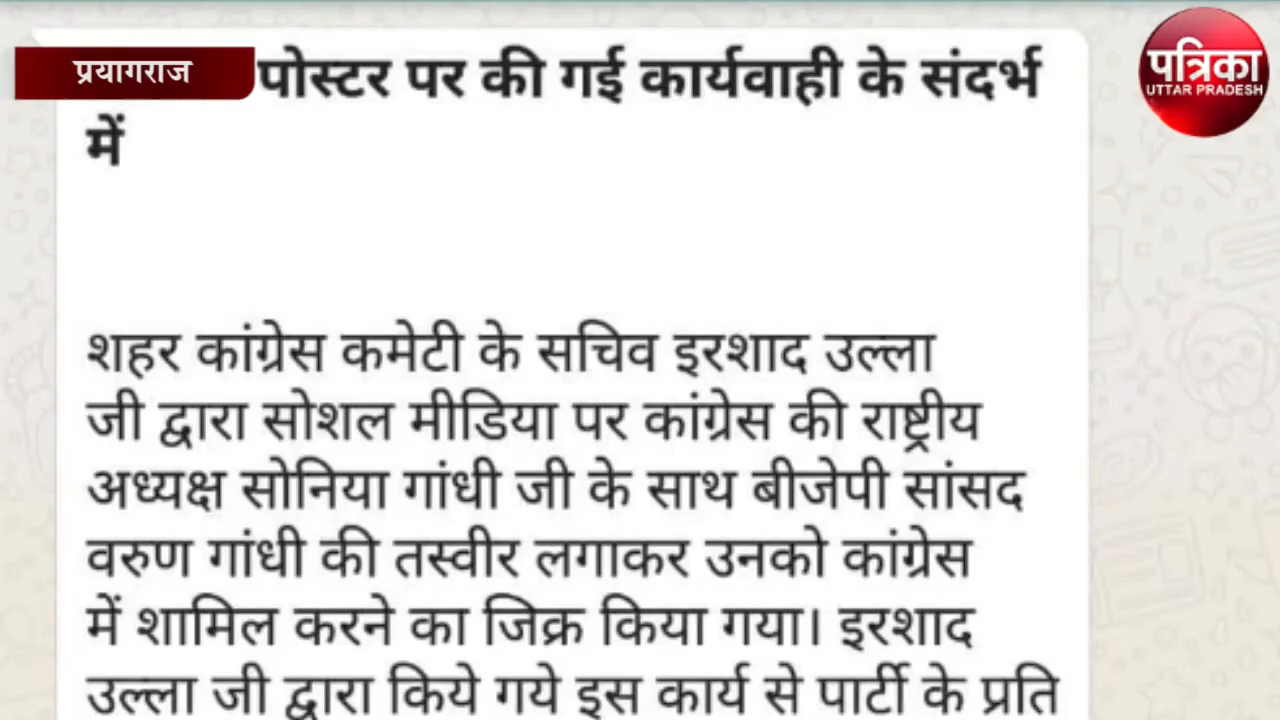 प्रयागराज
पत्रिका
UTTAR PRADESH
पोस्टर पर की गई कार्यवाही के संदर्भ
में
शहर कांग्रेस कमेटी के सचिव इरशाद उल्ला
जी द्वारा सोशल मीडिया पर कांग्रेस की राष्ट्रीय
अध्यक्ष सोनिया गांधी जी के साथ बीजेपी सांसद
वरुण गांधी की तस्वीर लगाकर उनको कांग्रेस
में शामिल करने का जिक्र किया गया। इरशाद
उल्ला जी द्वारा किये गये इस कार्य से पार्टी के प्रति